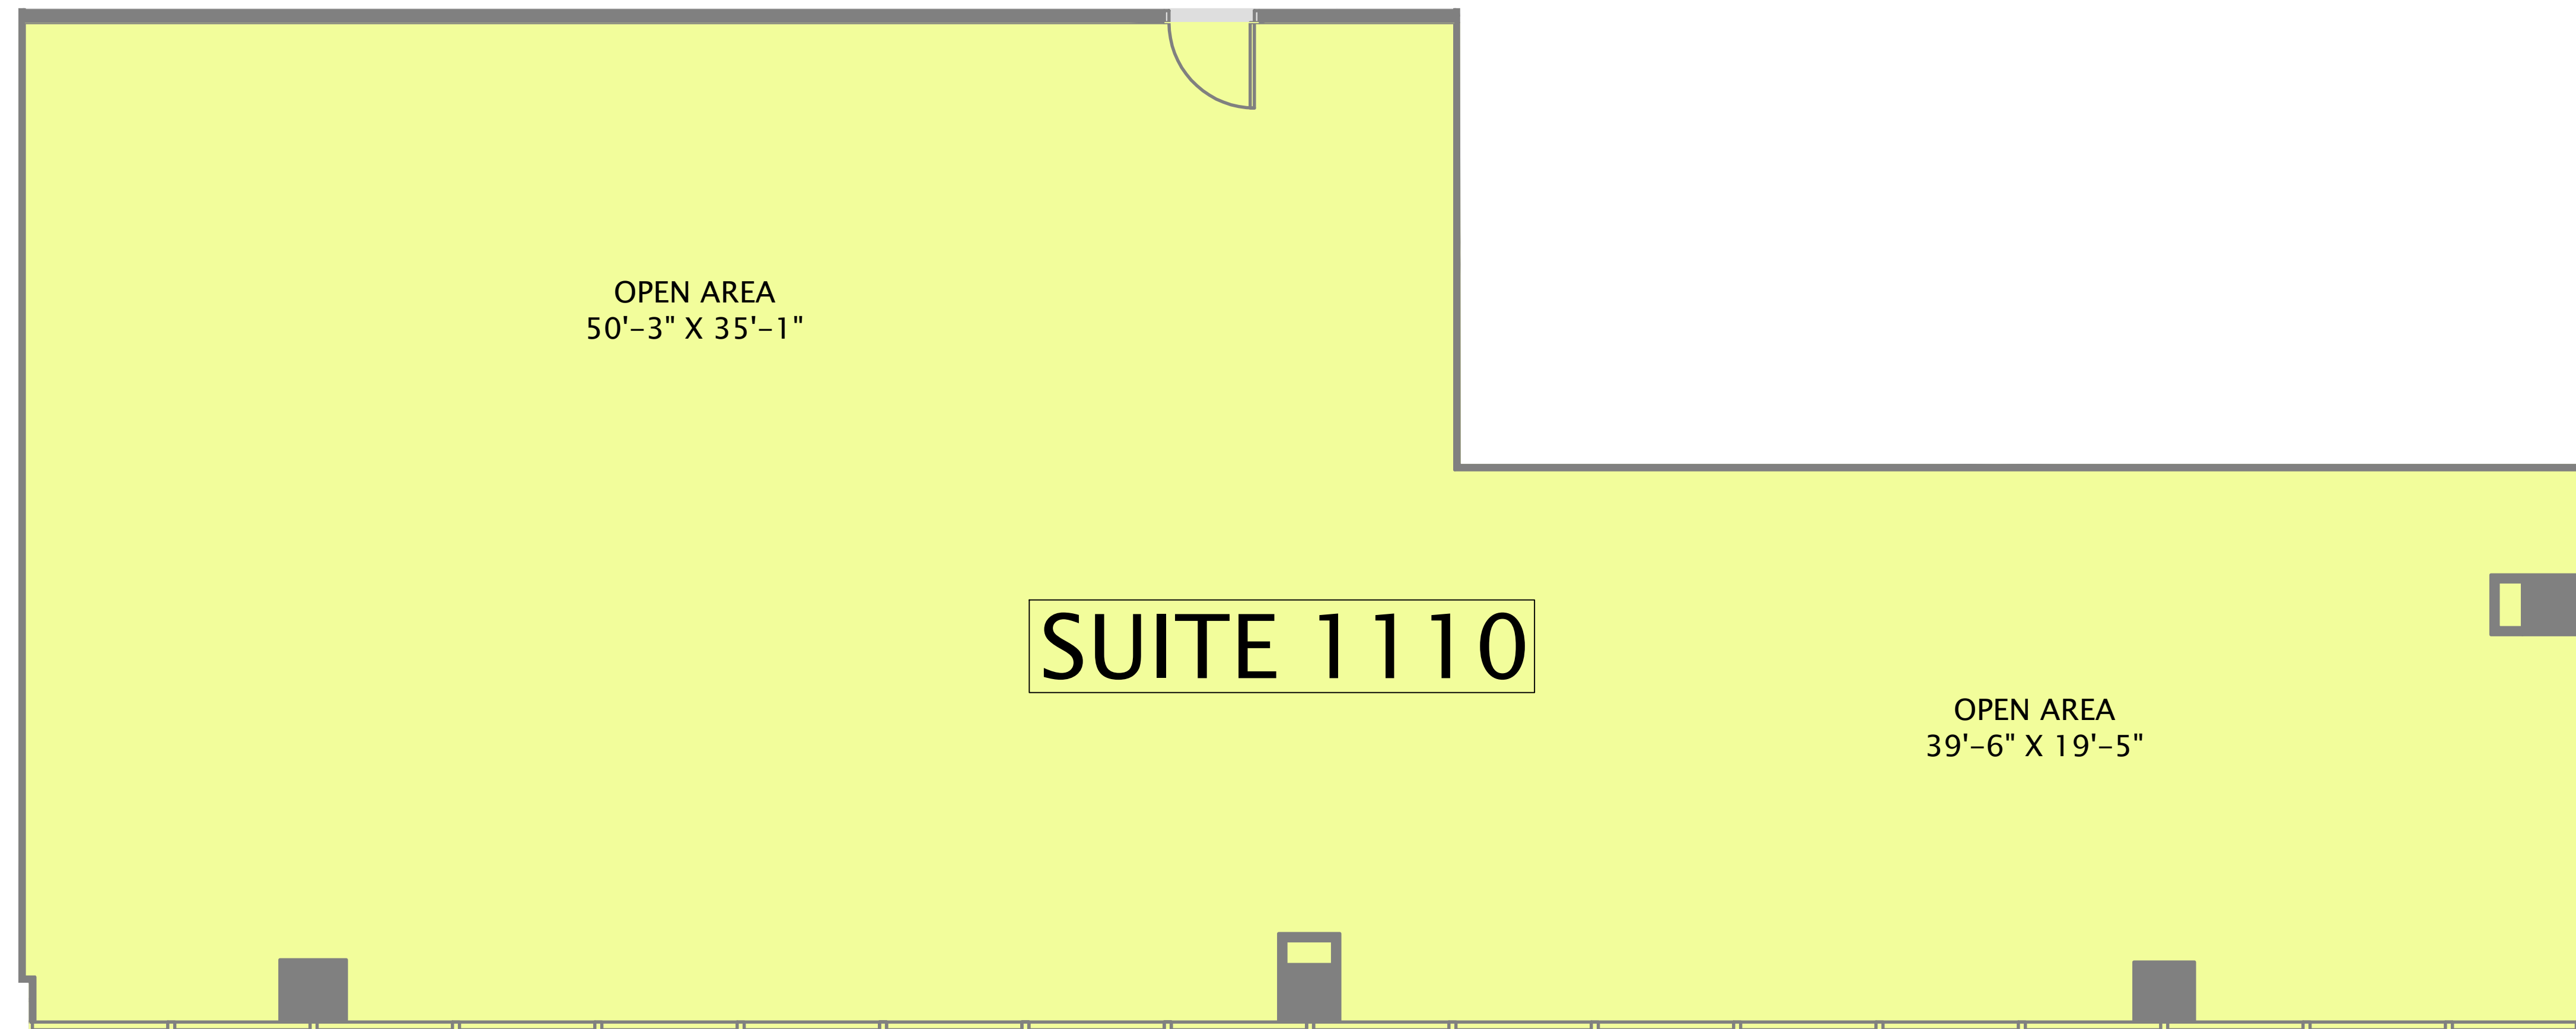 OPEN AREA
50'-3" X 35'-1"
SUITE 1110
OPEN AREA
39'-6" X 19'-5"